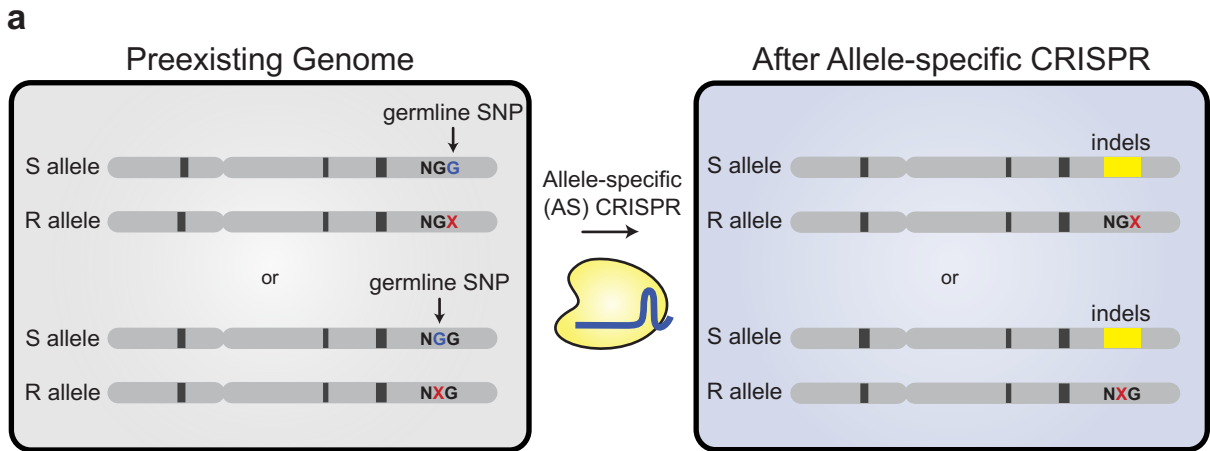 a
Preexisting Genome
germline SNP
S allele
NGG
R allele
NGX
or
germline SNP
S allele
NGG
R allele
NXG
Allele-specific
(AS) CRISPR
After Allele-specific CRISPR
indels
S allele
R allele
NGX
or
indels
S allele
R allele
NXG